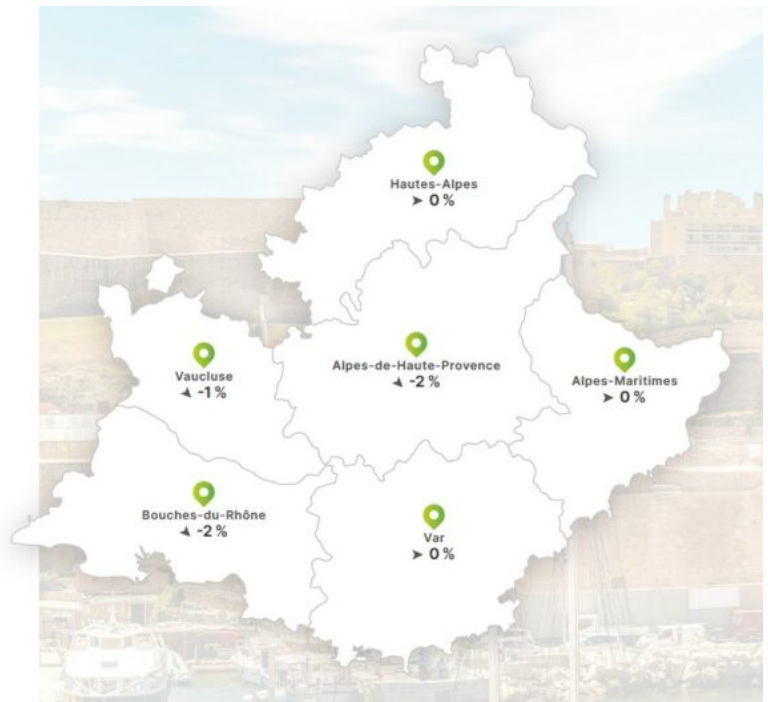 Hautes-Alpes
➤ 0 %
Vaucluse
-1 %
Alpes-de-Haute-Provence
-2 %
Alpes-Maritimes
➤ 0 %
Bouches-du-Rhône
-2 %
Var
➤ 0 %